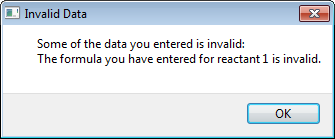 Invalid Data
Some of the data you entered is invalid:
The formula you have entered for reactant 1 is invalid.
OK